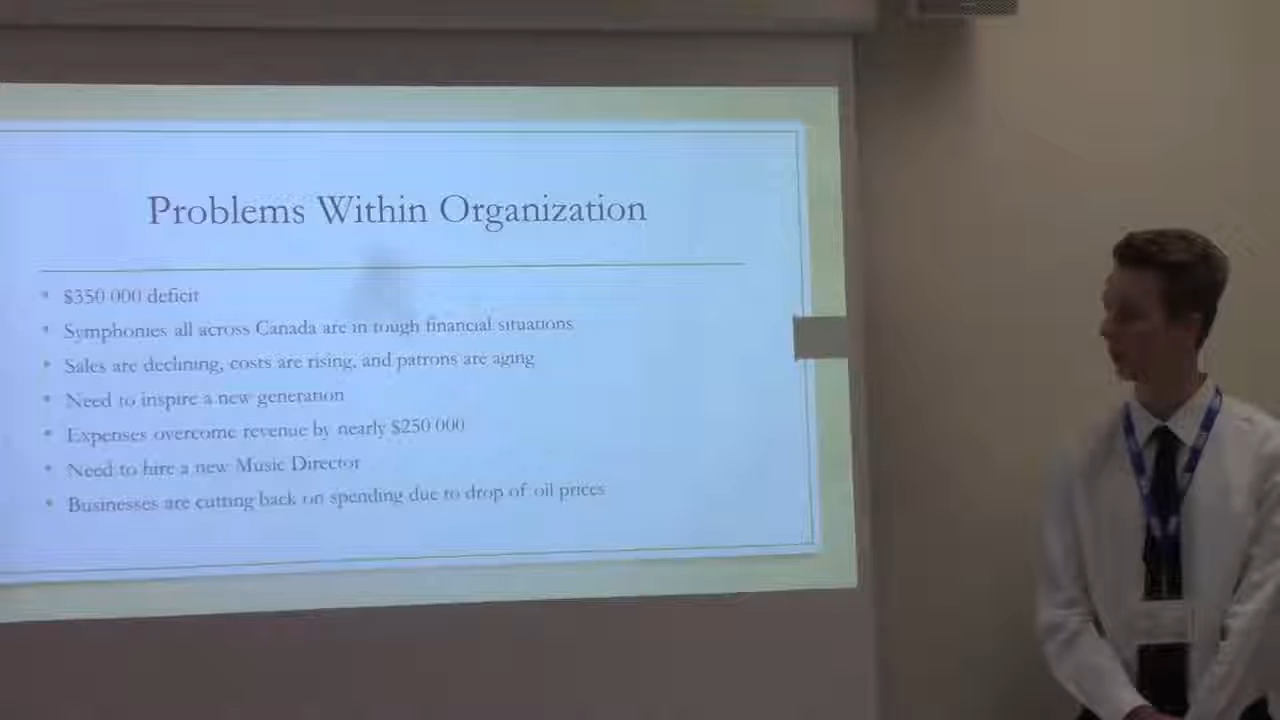 Problems Within Organization
• $350 000 deficit
• Symphonies all across Canada are in tough financial situations
• Sales are declining, costs are rising, and patrons are aging
• Need to inspire a new generation
• Expenses overcome revenue by nearly $250 000
• Need to hire a new Music Director
• Businesses are cutting back on spending due to drop of oil prices